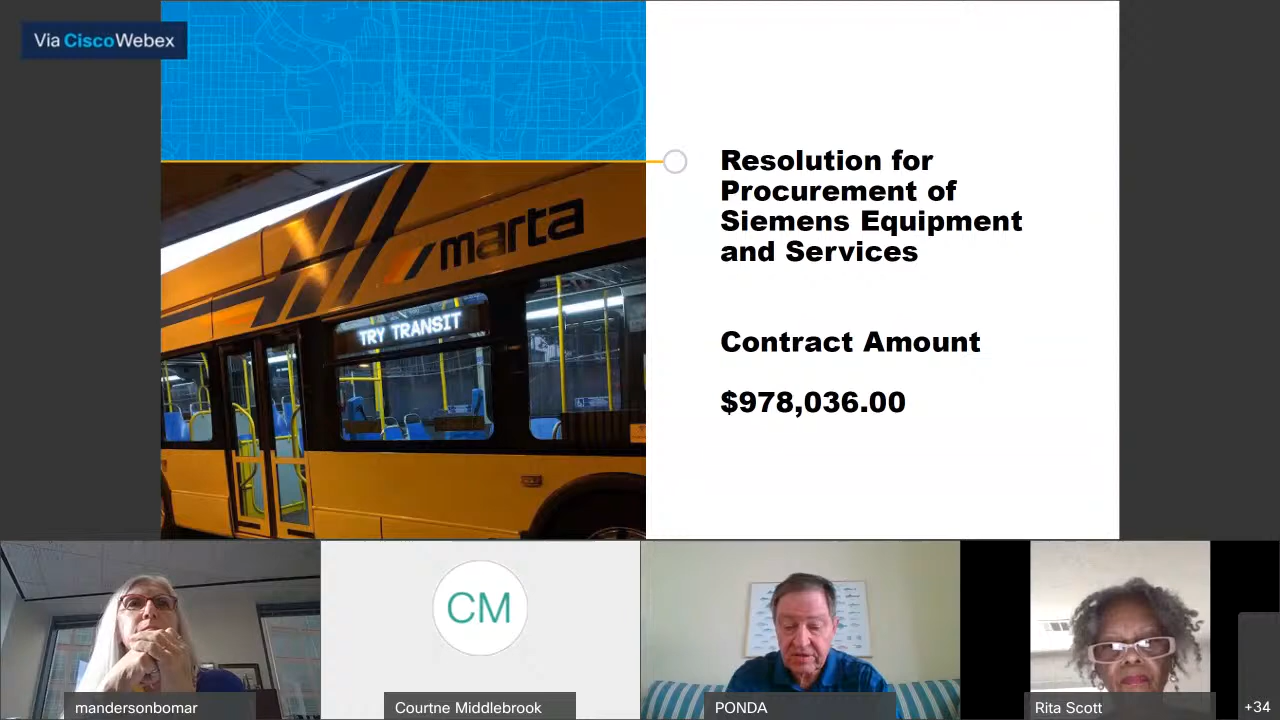 Via CiscoWebex
Resolution for
Procurement of
Siemens Equipment
and Services
Contract Amount
$978,036.00
marta
TRY TRANSIT
CM
mandersonbomar
Courtne Middlebrook
PONDA
Rita Scott
+34